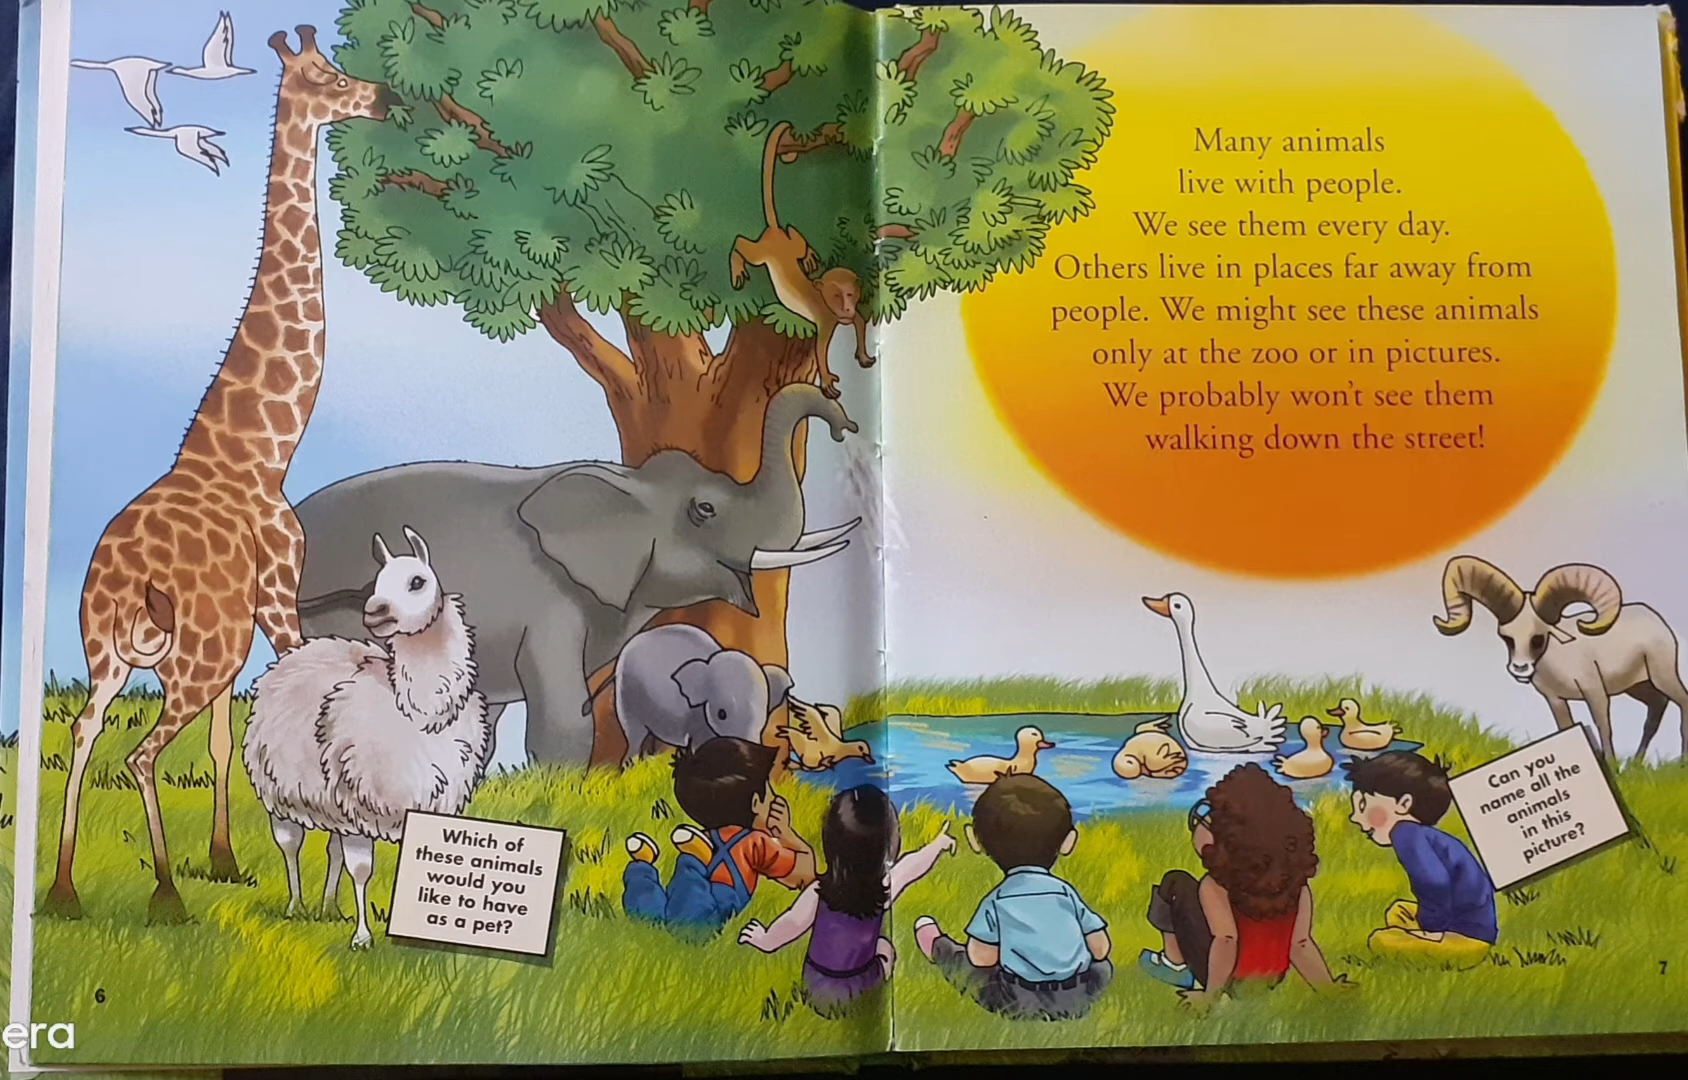 Which of
these animals
would you
like to have
as a pet?
6
era
Many animals
live with people.
We see them every day.
Others live in places far away from
people. We might see these animals
only at the zoo or in pictures.
We probably won't see them
walking down the street!
Can you
name all the
animals
in this
picture?
7